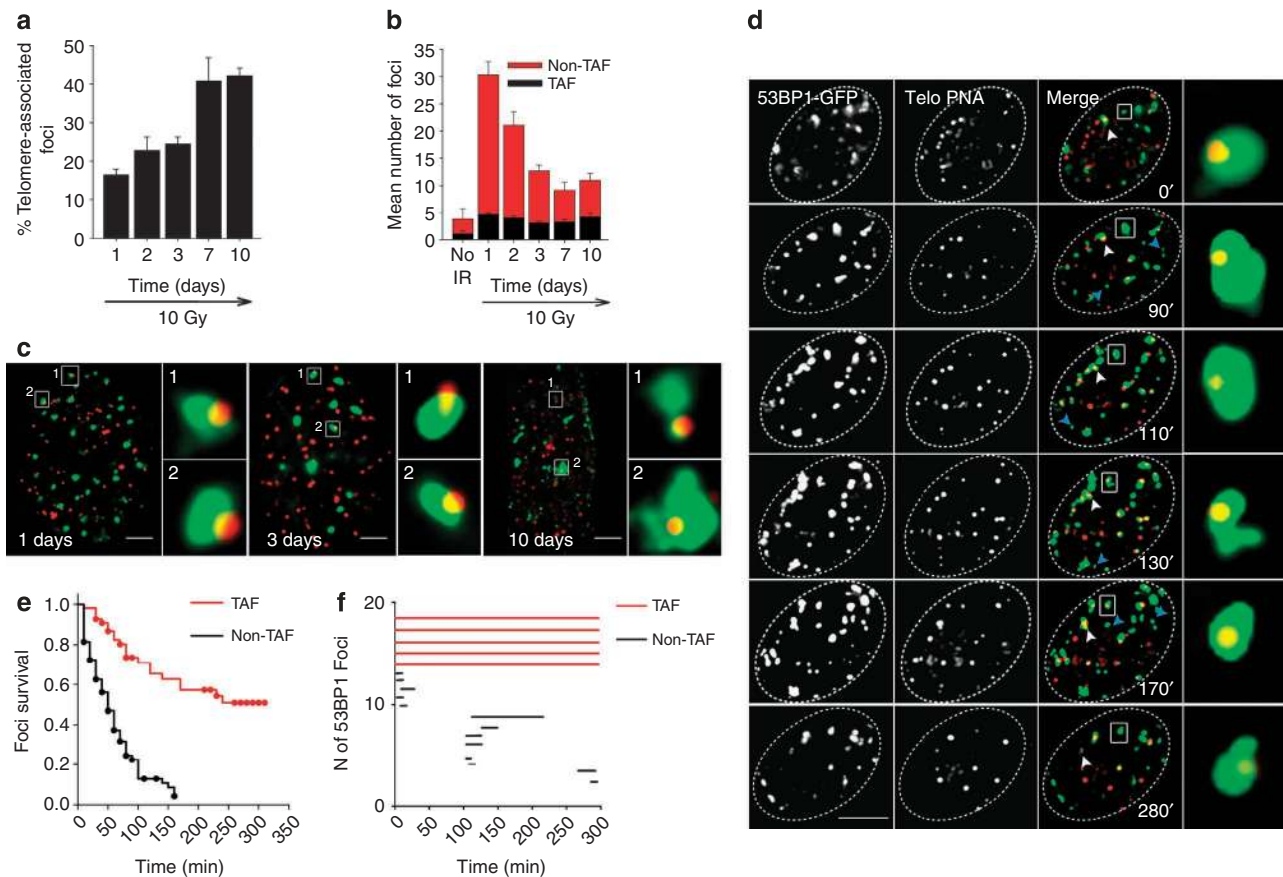 a
% Telomere-associated
foci
50
40
30
20
10
0
1 2 3 7 10
Time (days)
10 Gy
b
Mean number of foci
35
30
25
20
15
10
5
0
Non-TAF
TAF
No
IR
1 2 3 7 10
Time (days)
10 Gy
c
1
2
1 days
1
2
1
2
3 days
1
2
1
2
10 days
1
2
d
53BP1-GFP
Telo PNA
Merge
0′
90′
110′
130′
170′
280′
e
Foci survival
1.0
0.8
0.6
0.4
0.2
0.0
TAF
Non-TAF
0 50 100 150 200 250 300 350
Time (min)
f
N of 53BP1 Foci
20
10
0
TAF
Non-TAF
0 50 100 150 200 250 300
Time (min)